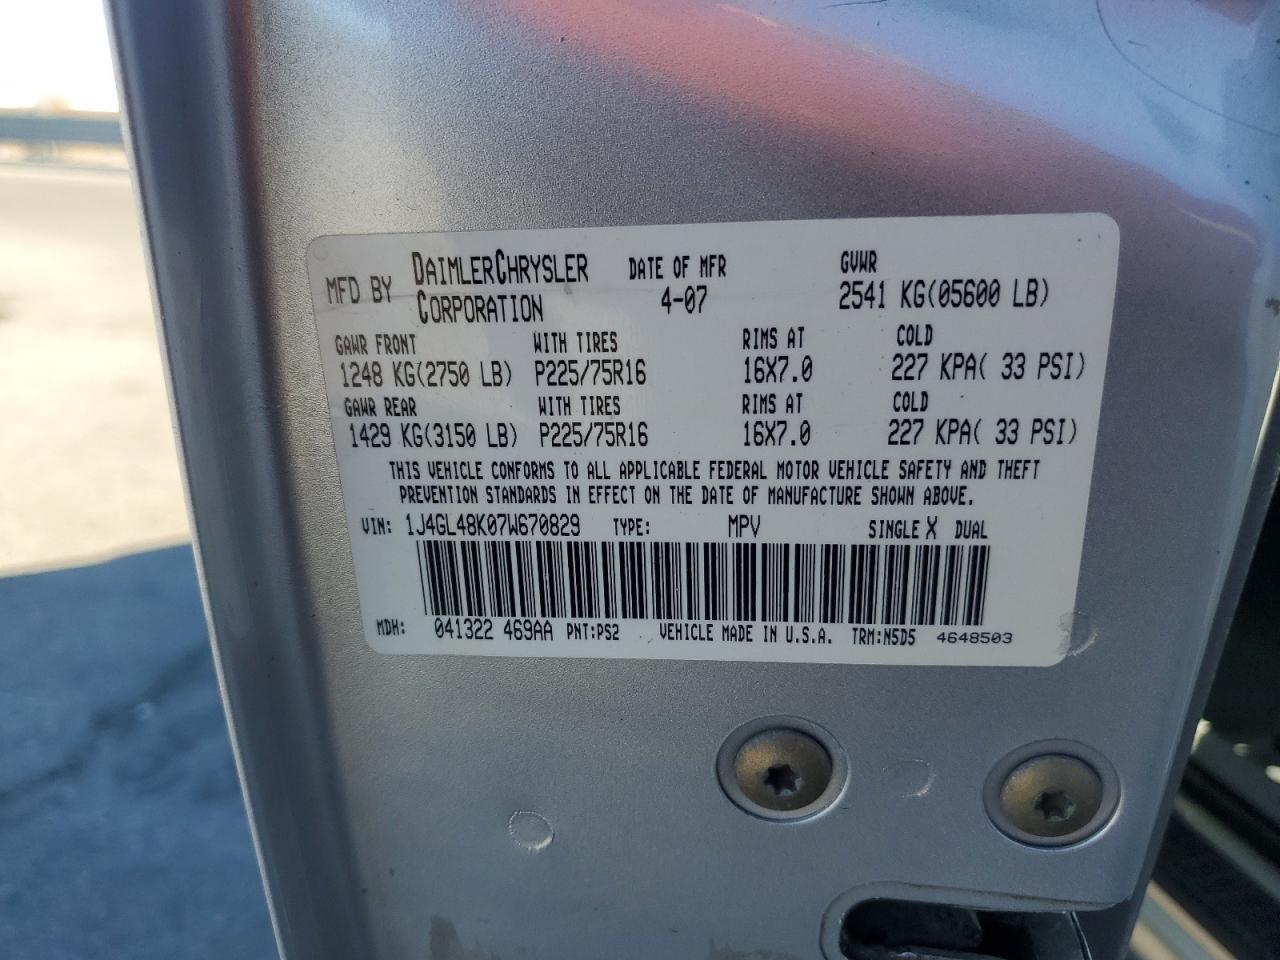 MFD BY DAIMLERCHRYSLER CORPORATION DATE OF MFR 4-07 GVWR 2541 KG(05600 LB)
GAWR FRONT WITH TIRES RIMS AT COLD
1248 KG(2750 LB) P225/75R16 16X7.0 227 KPA( 33 PSI)
GAWR REAR WITH TIRES RIMS AT COLD
1429 KG(3150 LB) P225/75R16 16X7.0 227 KPA( 33 PSI)
THIS VEHICLE CONFORMS TO ALL APPLICABLE FEDERAL MOTOR VEHICLE SAFETY AND THEFT
PREVENTION STANDARDS IN EFFECT ON THE DATE OF MANUFACTURE SHOWN ABOVE.
VIN: 1J4GL48K07W670829 TYPE: MPV SINGLE X DUAL
MDH: 041322 469AA PNT:PS2 VEHICLE MADE IN U.S.A. TRM:N5D5 4648503